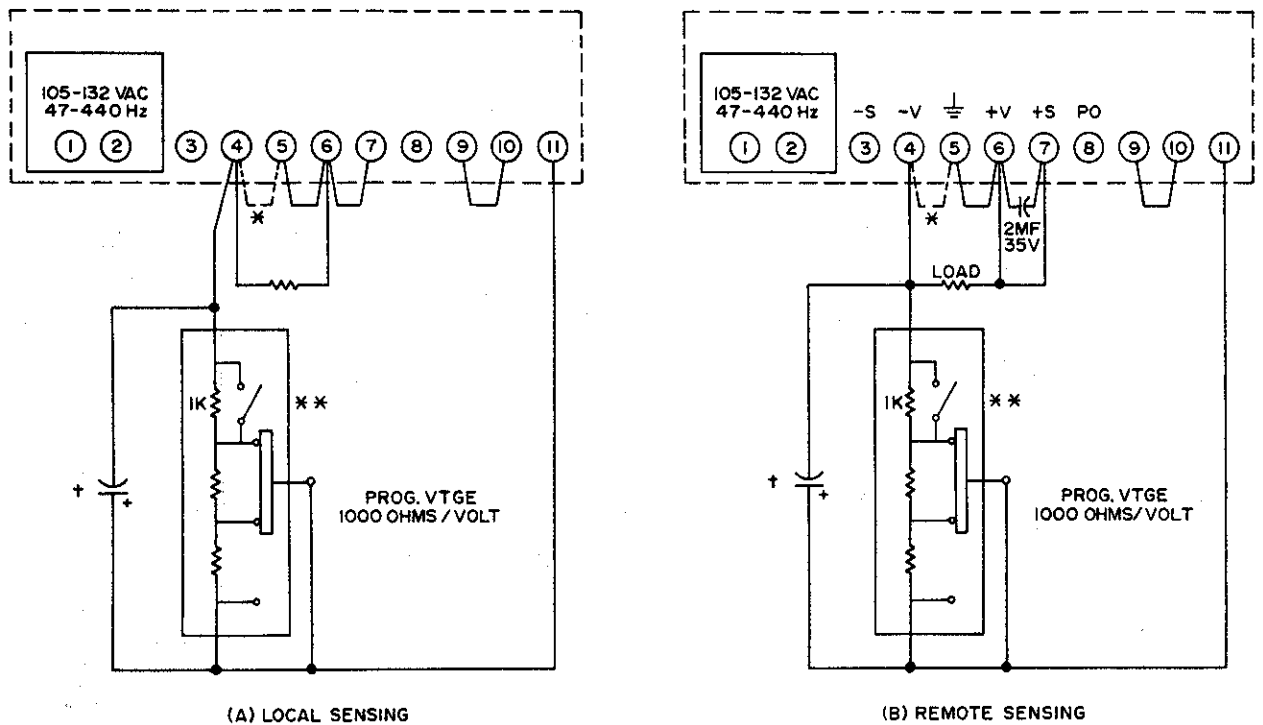 105-132 VAC
47-440 Hz
1 2 3 4 5 6 7 8 9 10 11
*
1K
**
† +
PROG. VTGE
1000 OHMS/VOLT
(A) LOCAL SENSING
105-132 VAC
47-440 Hz
-S -V +V +S PO
1 2 3 4 5 6 7 8 9 10 11
*
2MF
35V
LOAD
1K
**
† +
PROG. VTGE
1000 OHMS/VOLT
(B) REMOTE SENSING